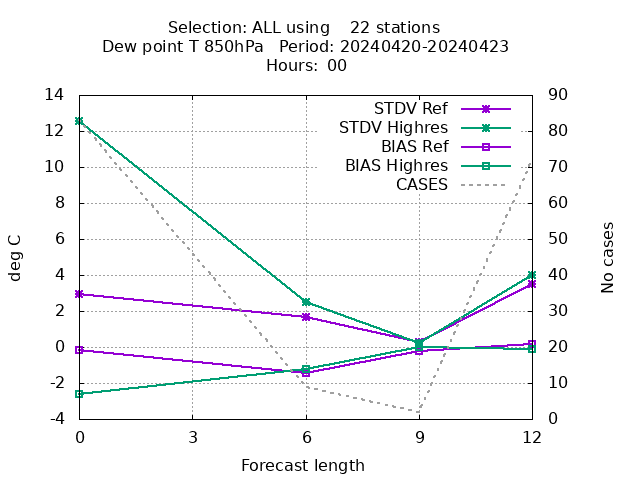 Selection: ALL using    22 stations
Dew point T 850hPa   Period: 20240420-20240423
Hours: 00
14
12
10
8
6
4
2
0
-2
-4
90
80
70
60
50
40
30
20
10
0
STDV Ref
STDV Highres
BIAS Ref
BIAS Highres
CASES
deg C
No cases
0 3 6 9 12
Forecast length